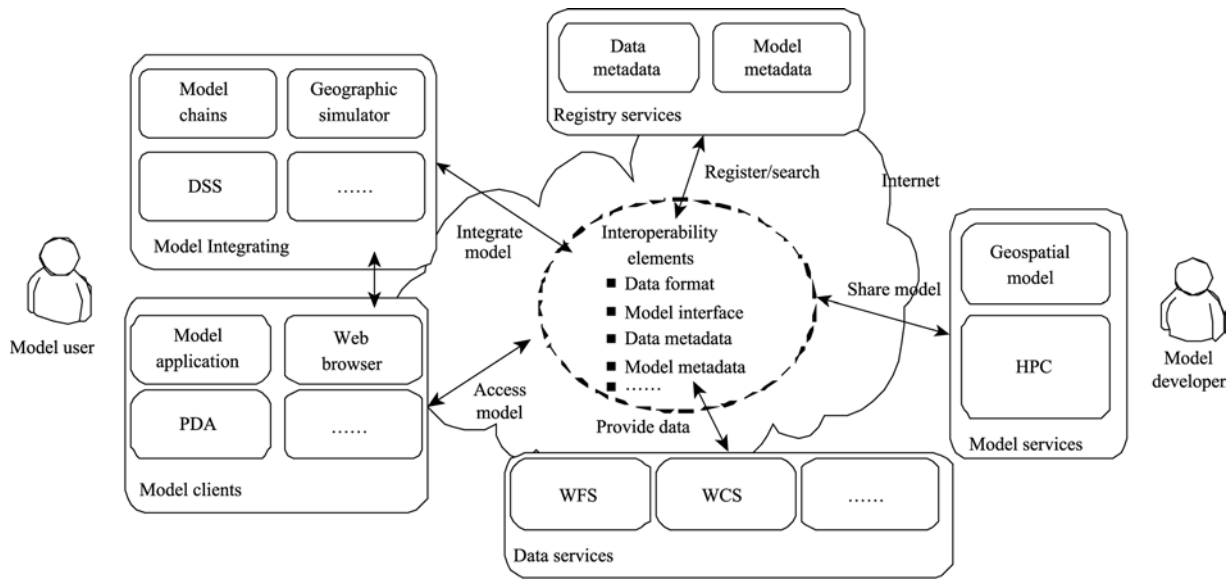 Data
metadata
Model
metadata
Registry services
Model
chains
Geographic
simulator
DSS
......
Model Integrating
Register/search
Internet
Integrate
model
Interoperability
elements
■ Data format
■ Model interface
■ Data metadata
■ Model metadata
■ ......
Share model
Geospatial
model
HPC
Model services
Model user
Model
developer
Model
application
Web
browser
PDA
......
Model clients
Access
model
Provide data
WFS
WCS
......
Data services